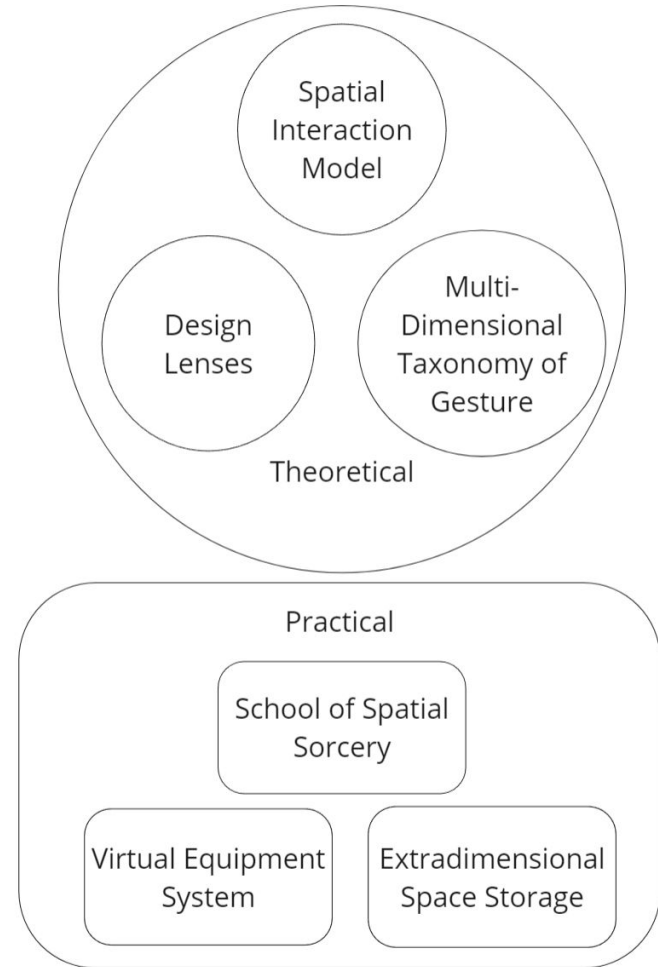 Spatial
Interaction
Model
Design
Lenses
Multi-
Dimensional
Taxonomy of
Gesture
Theoretical
Practical
School of Spatial
Sorcery
Virtual Equipment
System
Extradimensional
Space Storage